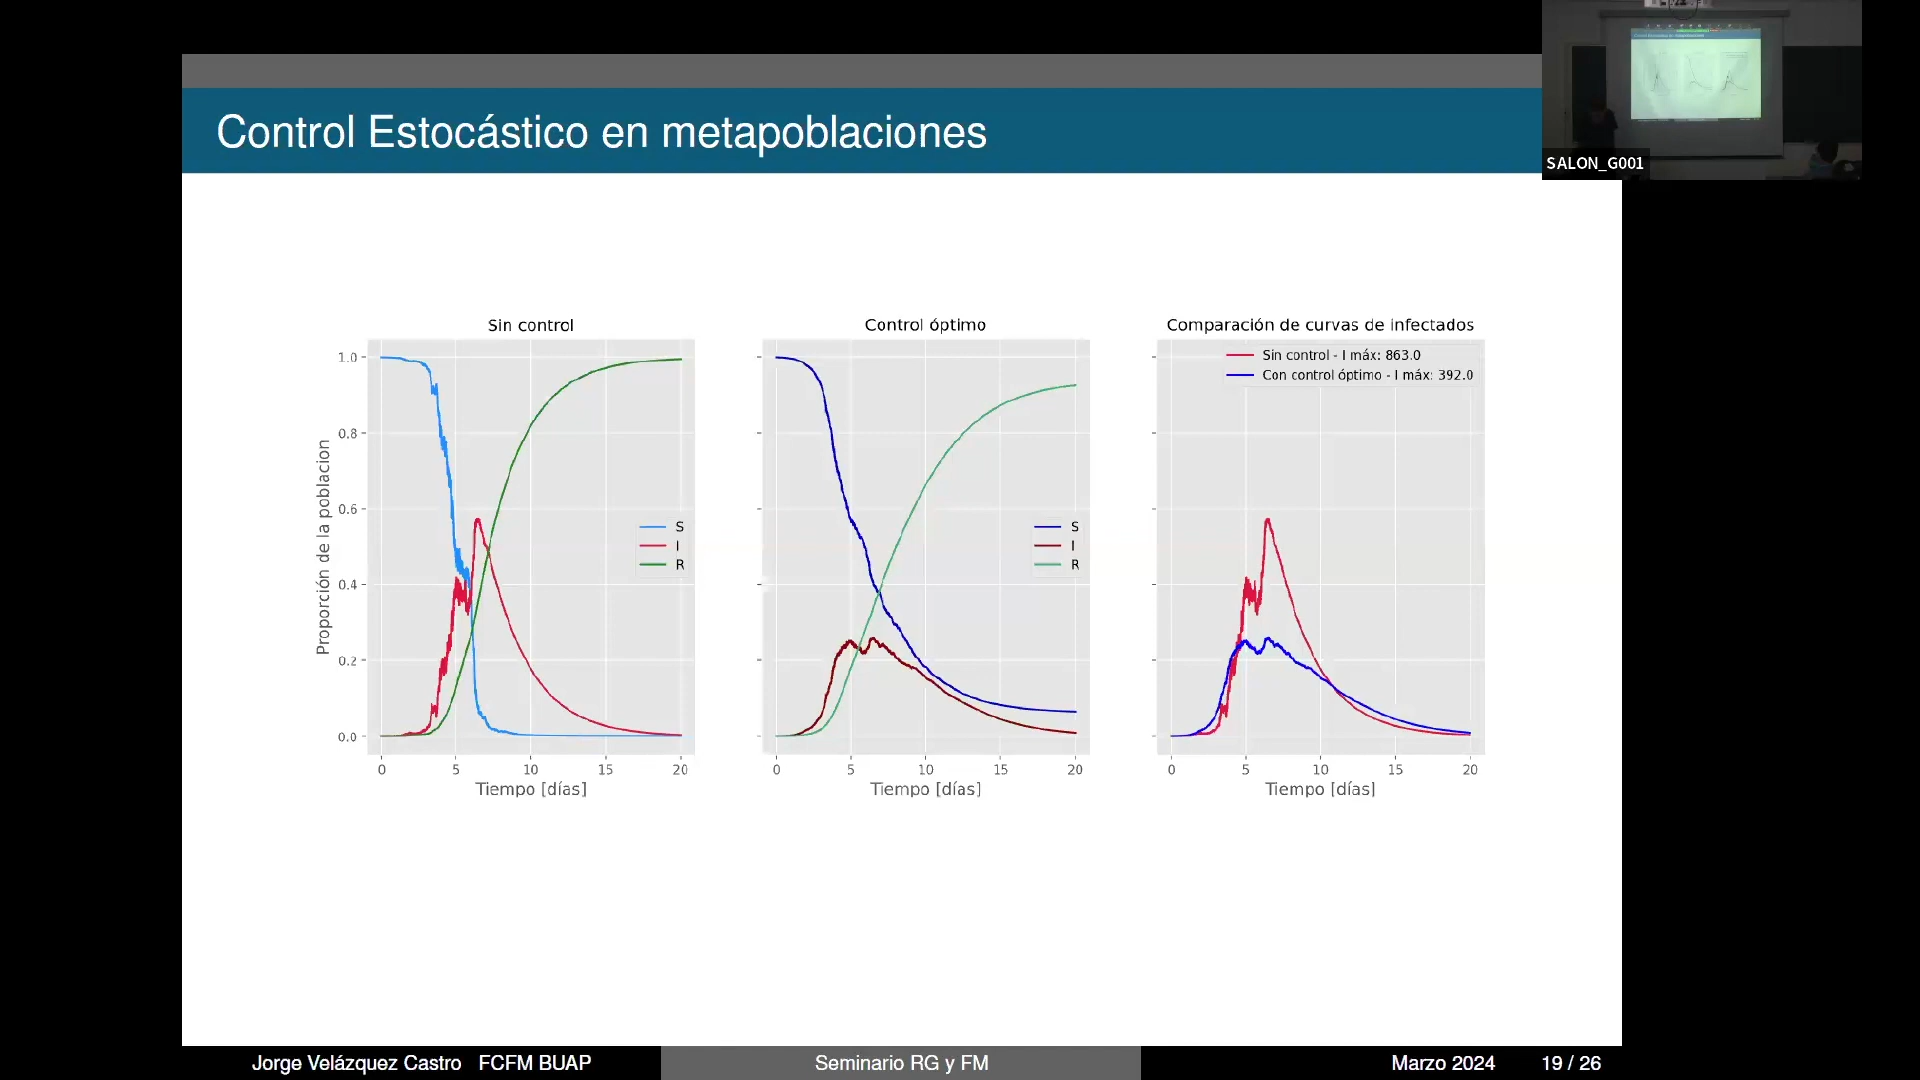 Control Estocástico en metapoblaciones
SALON_G001
Sin control
Control óptimo
Comparación de curvas de infectados
Sin control - I máx: 863.0
Con control óptimo - I máx: 392.0
Proporción de la poblacion
1.0
0.8
0.6
0.4
0.2
0.0
S
I
R
S
I
R
0 5 10 15 20
0 5 10 15 20
0 5 10 15 20
Tiempo [días]
Tiempo [días]
Tiempo [días]
Jorge Velázquez Castro FCFM BUAP
Seminario RG y FM
Marzo 2024
19 / 26